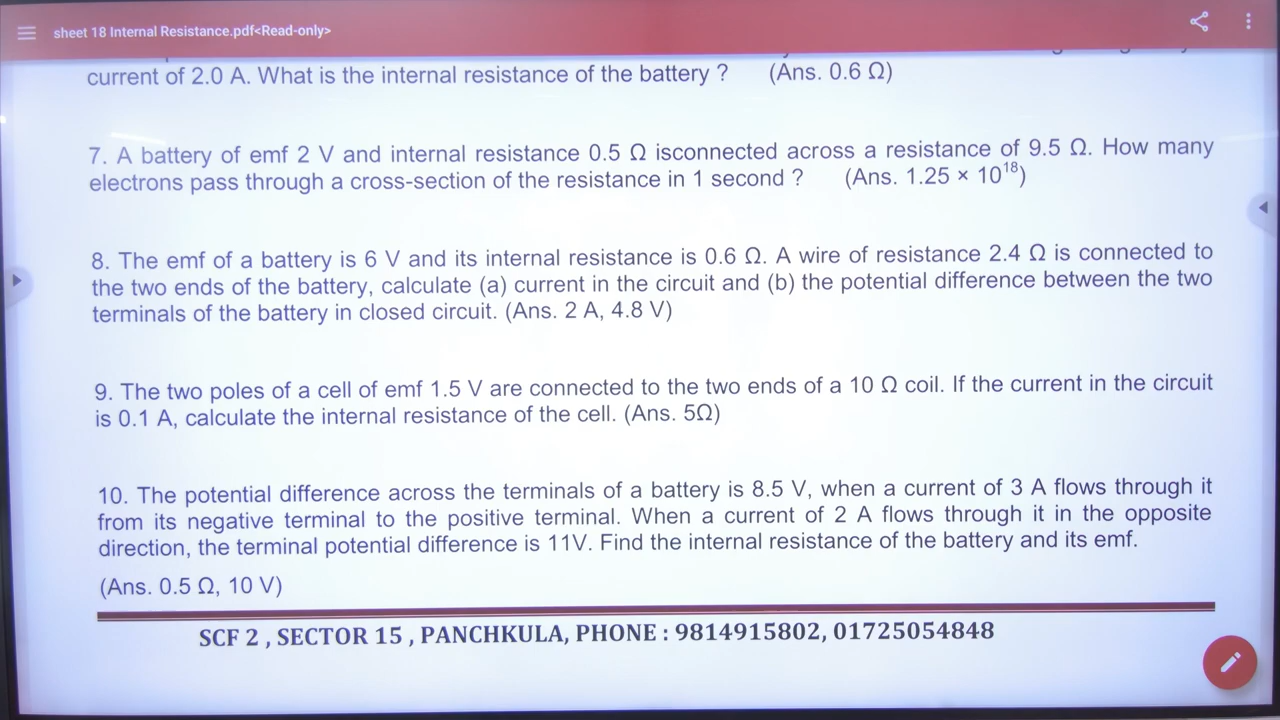 sheet 18 Internal Resistance.pdf<Read-only>
current of 2.0 A. What is the internal resistance of the battery ? (Ans. 0.6 Ω)
7. A battery of emf 2 V and internal resistance 0.5 Ω isconnected across a resistance of 9.5 Ω. How many
electrons pass through a cross-section of the resistance in 1 second ? (Ans. 1.25 × 10¹⁸)
8. The emf of a battery is 6 V and its internal resistance is 0.6 Ω. A wire of resistance 2.4 Ω is connected to
the two ends of the battery, calculate (a) current in the circuit and (b) the potential difference between the two
terminals of the battery in closed circuit. (Ans. 2 A, 4.8 V)
9. The two poles of a cell of emf 1.5 V are connected to the two ends of a 10 Ω coil. If the current in the circuit
is 0.1 A, calculate the internal resistance of the cell. (Ans. 5Ω)
10. The potential difference across the terminals of a battery is 8.5 V, when a current of 3 A flows through it
from its negative terminal to the positive terminal. When a current of 2 A flows through it in the opposite
direction, the terminal potential difference is 11V. Find the internal resistance of the battery and its emf.
(Ans. 0.5 Ω, 10 V)
SCF 2 , SECTOR 15 , PANCHKULA, PHONE : 9814915802, 01725054848